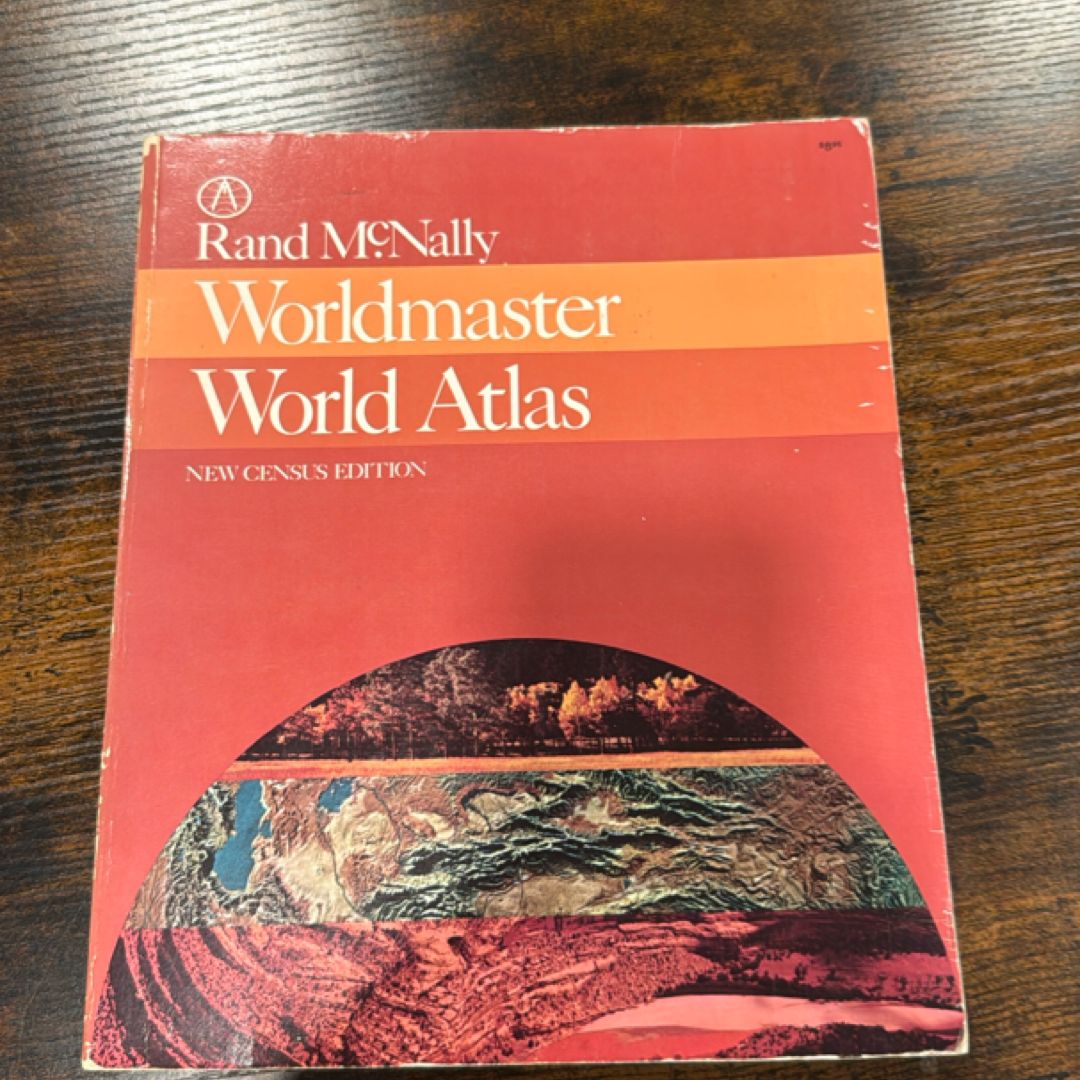 Rand McNally
Worldmaster
World Atlas
NEW CENSUS EDITION